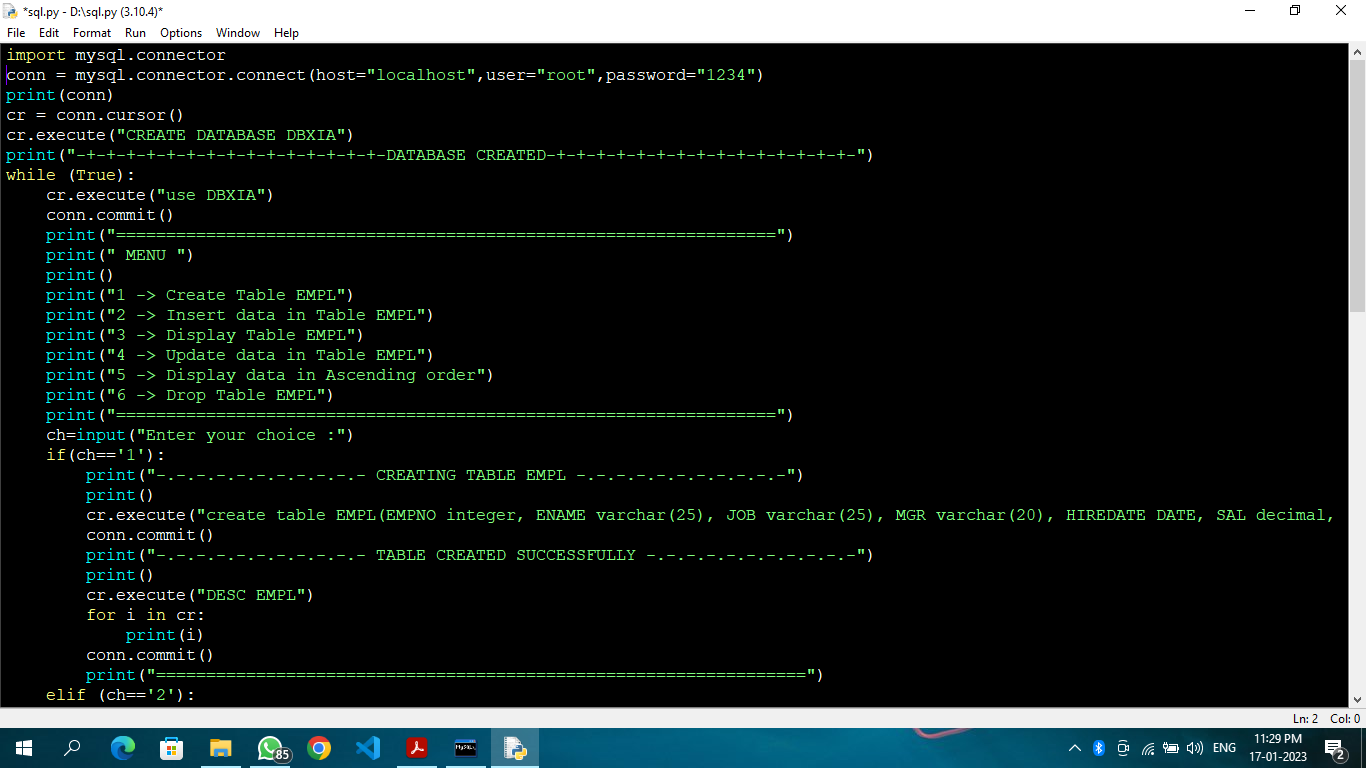 *sql.py - D:\sql.py (3.10.4)*
File Edit Format Run Options Window Help
import mysql.connector
conn = mysql.connector.connect(host="localhost",user="root",password="1234")
print(conn)
cr = conn.cursor()
cr.execute("CREATE DATABASE DBXIA")
print("-+-+-+-+-+-+-+-+-+-+-+-+-+-+-+-DATABASE CREATED-+-+-+-+-+-+-+-+-+-+-+-+-+-+-+-")
while (True):
    cr.execute("use DBXIA")
    conn.commit()
    print("==================================================================")
    print(" MENU ")
    print()
    print("1 -> Create Table EMPL")
    print("2 -> Insert data in Table EMPL")
    print("3 -> Display Table EMPL")
    print("4 -> Update data in Table EMPL")
    print("5 -> Display data in Ascending order")
    print("6 -> Drop Table EMPL")
    print("==================================================================")
    ch=input("Enter your choice :")
    if(ch=='1'):
        print("-.-.-.-.-.-.-.-.-.-.- CREATING TABLE EMPL -.-.-.-.-.-.-.-.-.-.-")
        print()
        cr.execute("create table EMPL(EMPNO integer, ENAME varchar(25), JOB varchar(25), MGR varchar(20), HIREDATE DATE, SAL decimal,
        conn.commit()
        print("-.-.-.-.-.-.-.-.-.-.- TABLE CREATED SUCCESSFULLY -.-.-.-.-.-.-.-.-.-.-")
        print()
        cr.execute("DESC EMPL")
        for i in cr:
            print(i)
        conn.commit()
        print("=================================================================")
    elif (ch=='2'):
Ln: 2 Col: 0
85
MySQL
ENG
11:29 PM
17-01-2023
2